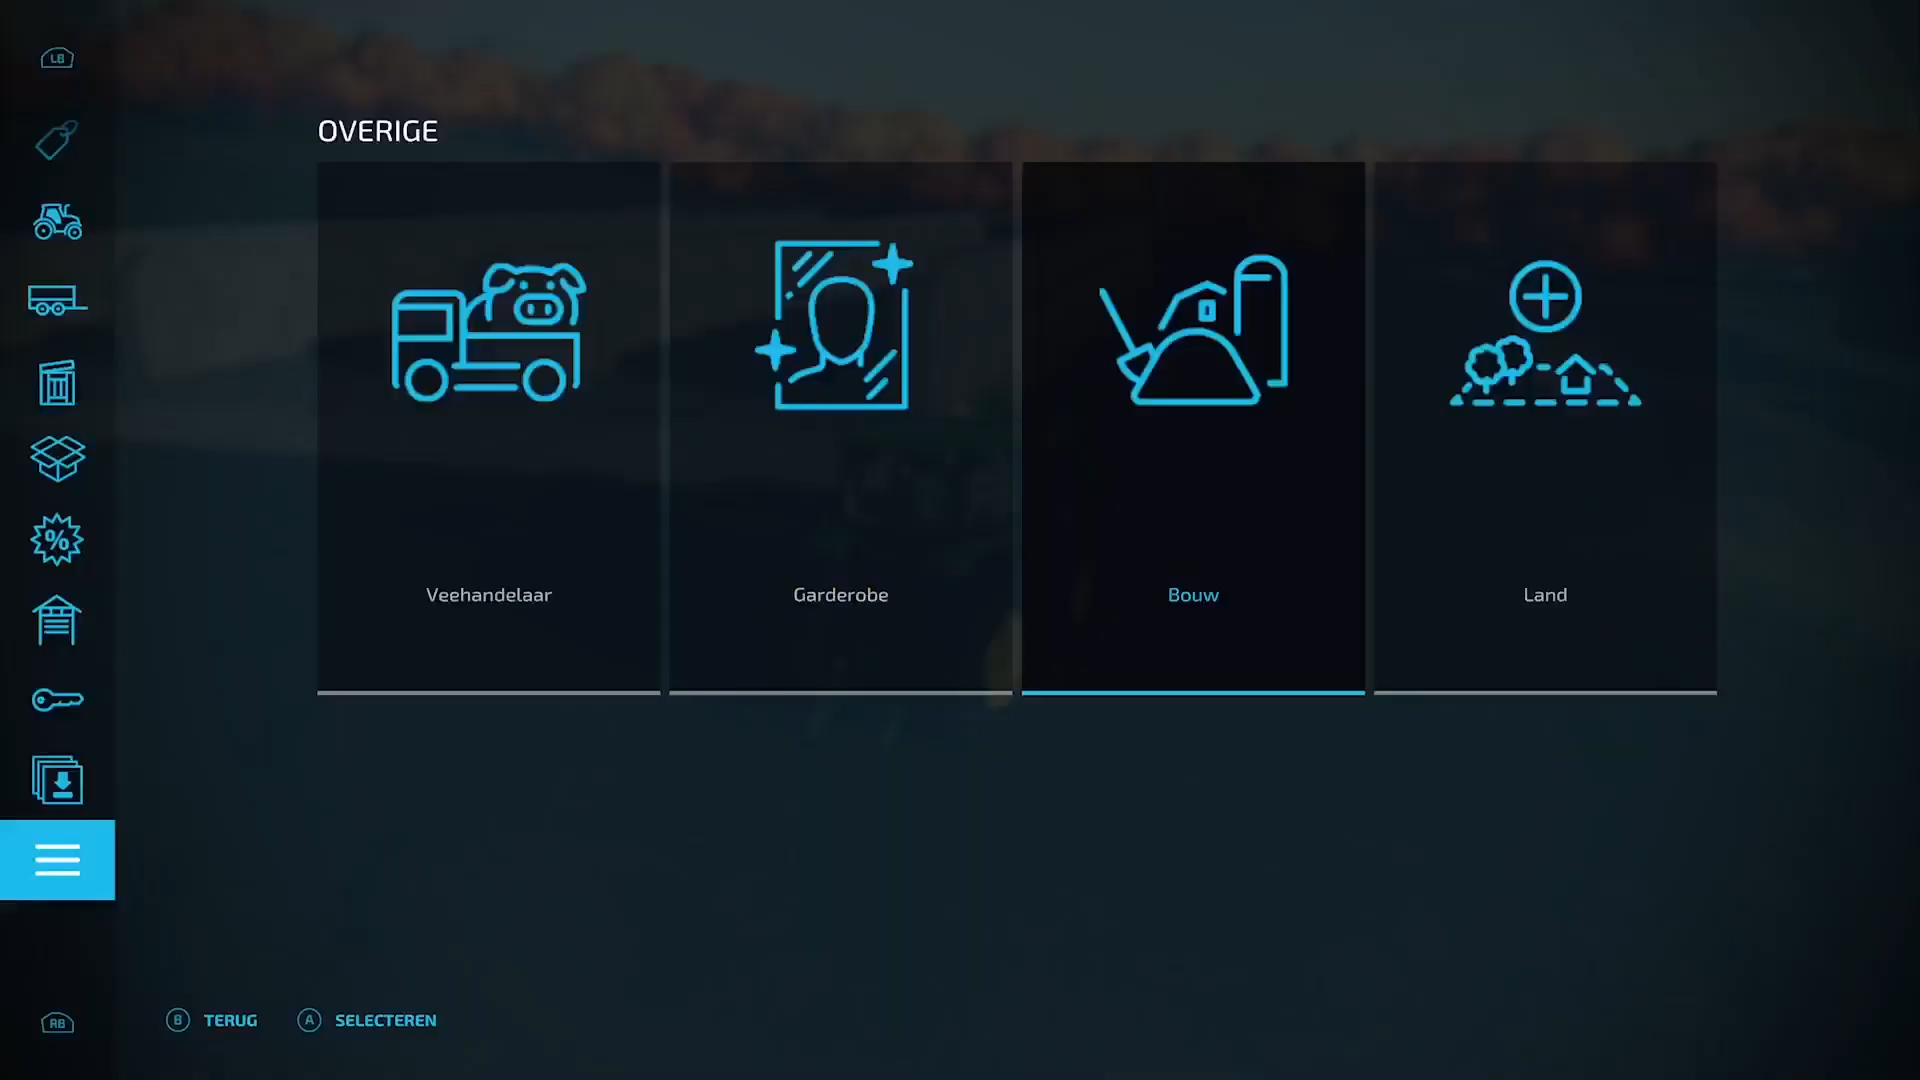 LB
OVERIGE
%
Veehandelaar
Garderobe
Bouw
Land
RB
B TERUG
A SELECTEREN